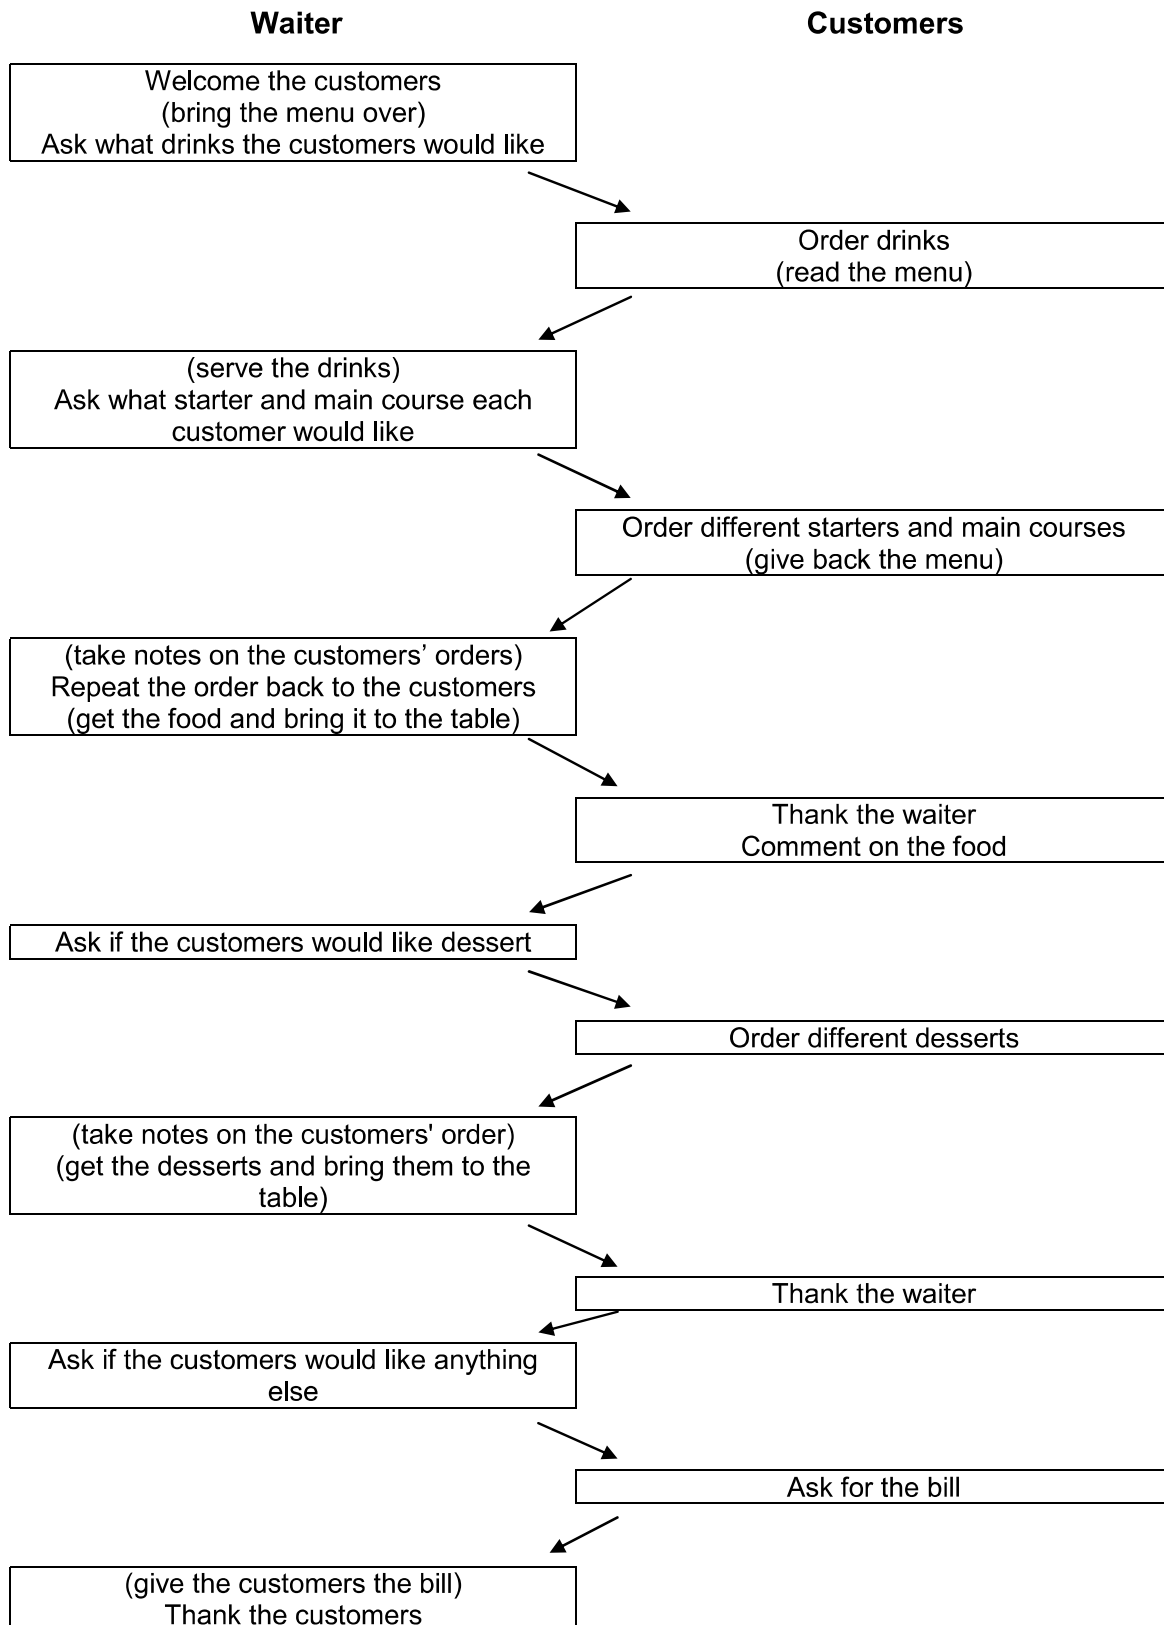 Waiter
Customers
Welcome the customers
(bring the menu over)
Ask what drinks the customers would like
Order drinks
(read the menu)
(serve the drinks)
Ask what starter and main course each
customer would like
Order different starters and main courses
(give back the menu)
(take notes on the customers’ orders)
Repeat the order back to the customers
(get the food and bring it to the table)
Thank the waiter
Comment on the food
Ask if the customers would like dessert
Order different desserts
(take notes on the customers' order)
(get the desserts and bring them to the
table)
Thank the waiter
Ask if the customers would like anything
else
Ask for the bill
(give the customers the bill)
Thank the customers